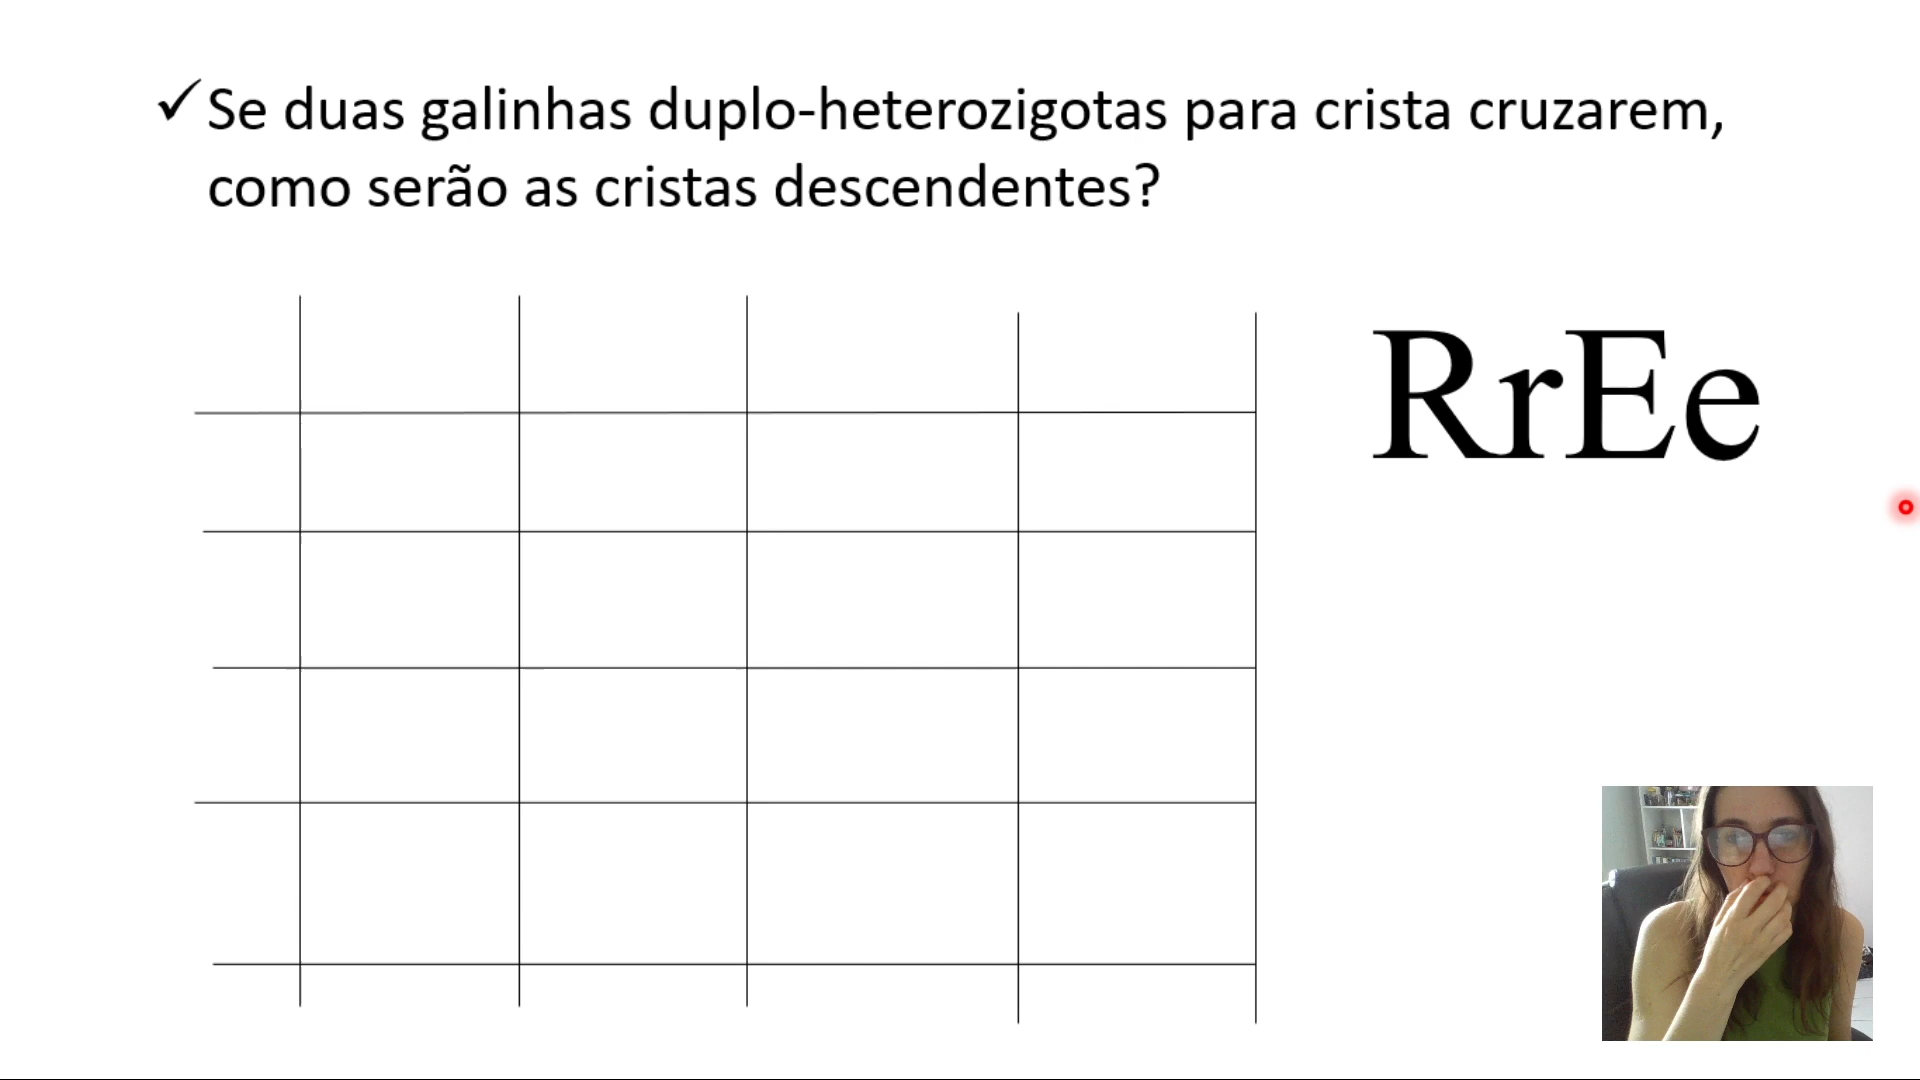 ✓Se duas galinhas duplo-heterozigotas para crista cruzarem,
como serão as cristas descendentes?
RrEe